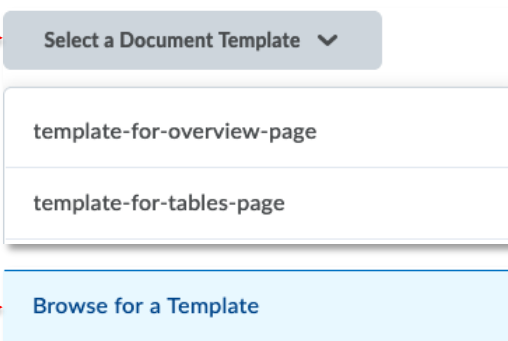 Select a Document Template
template-for-overview-page
template-for-tables-page
Browse for a Template